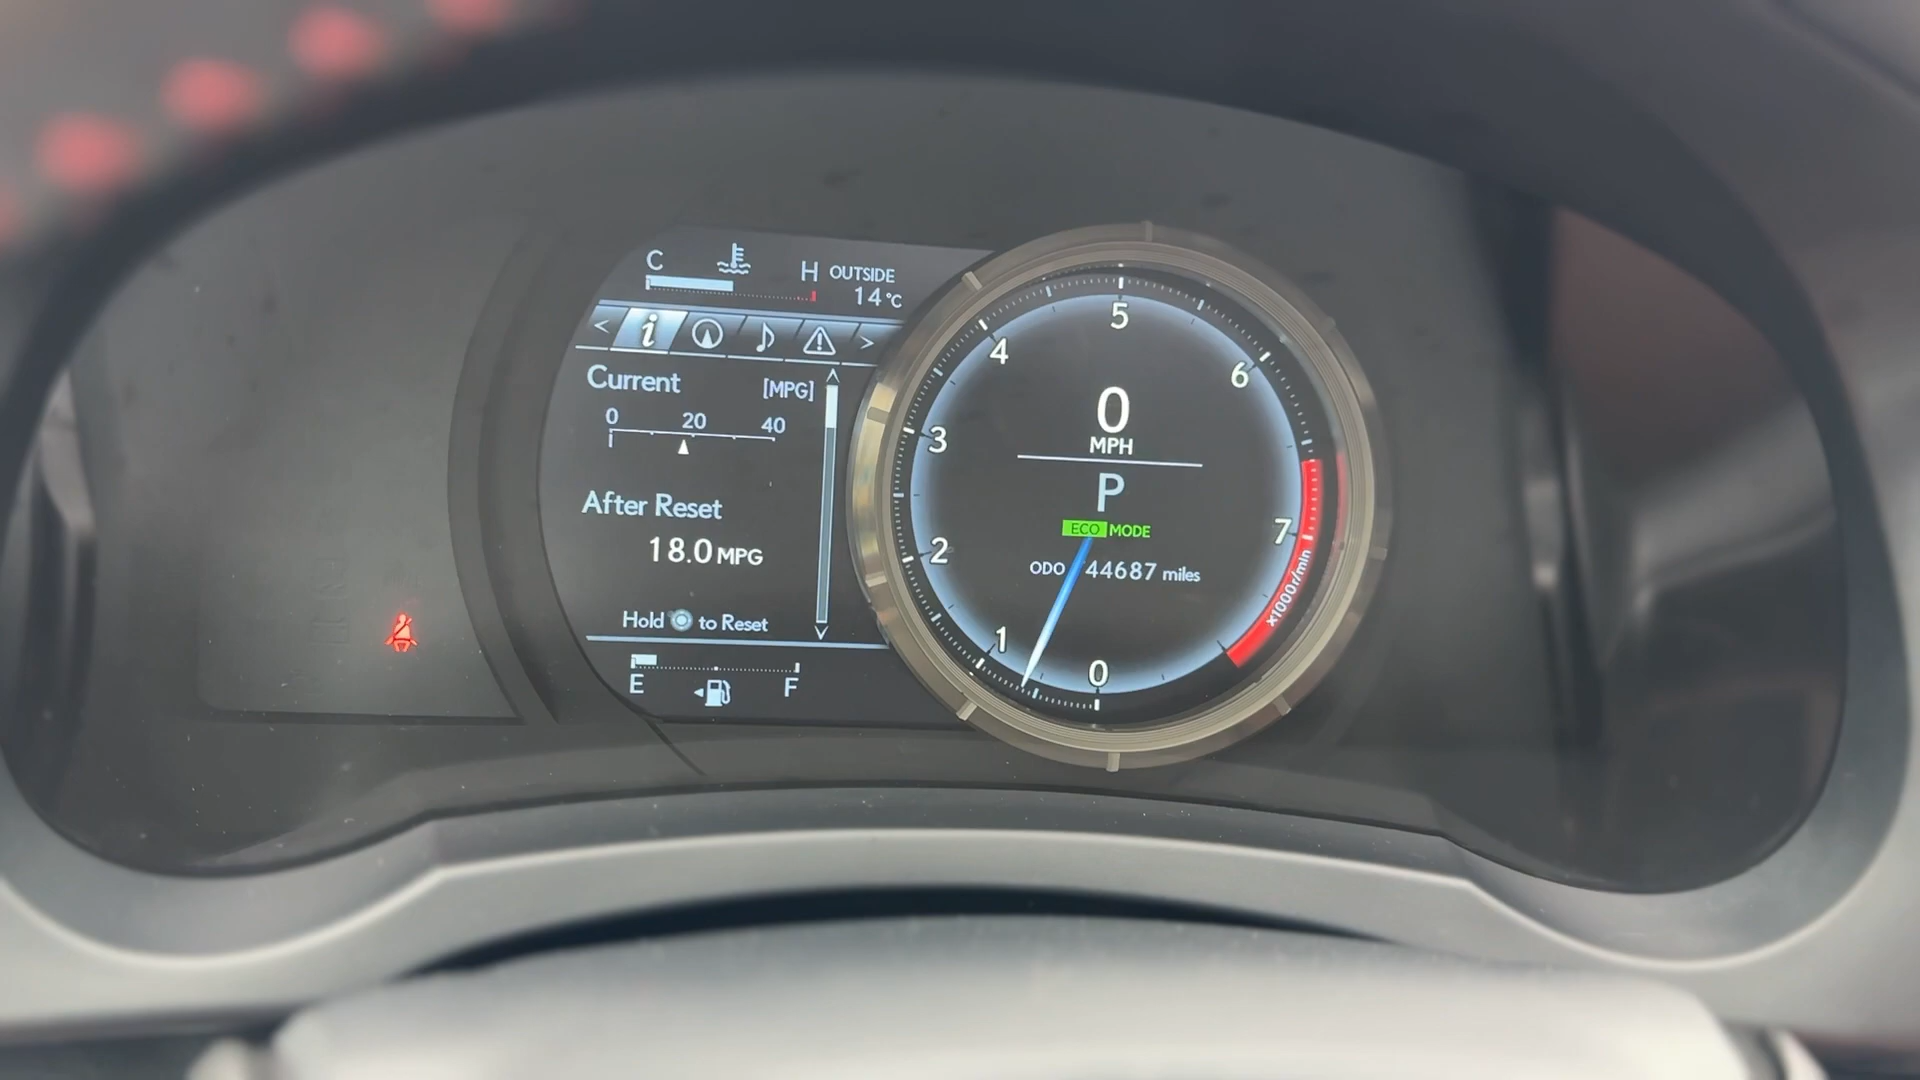 C H OUTSIDE
14°C
< i >
Current [MPG]
0 20 40
After Reset
18.0 MPG
Hold to Reset
E F
5
4 6
3
2 7
1 0
x1000r/min
0
MPH
P
ECO MODE
ODO 44687 miles